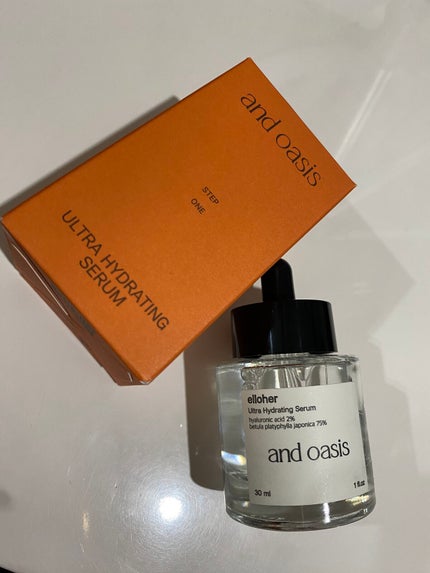 and oasis
STEP
ONE
ULTRA HYDRATING
SERUM
elloher
Ultra Hydrating Serum
hyaluronic acid 2%
betula platyphylla japonica 75%
and oasis
30 ml
1 fl.oz